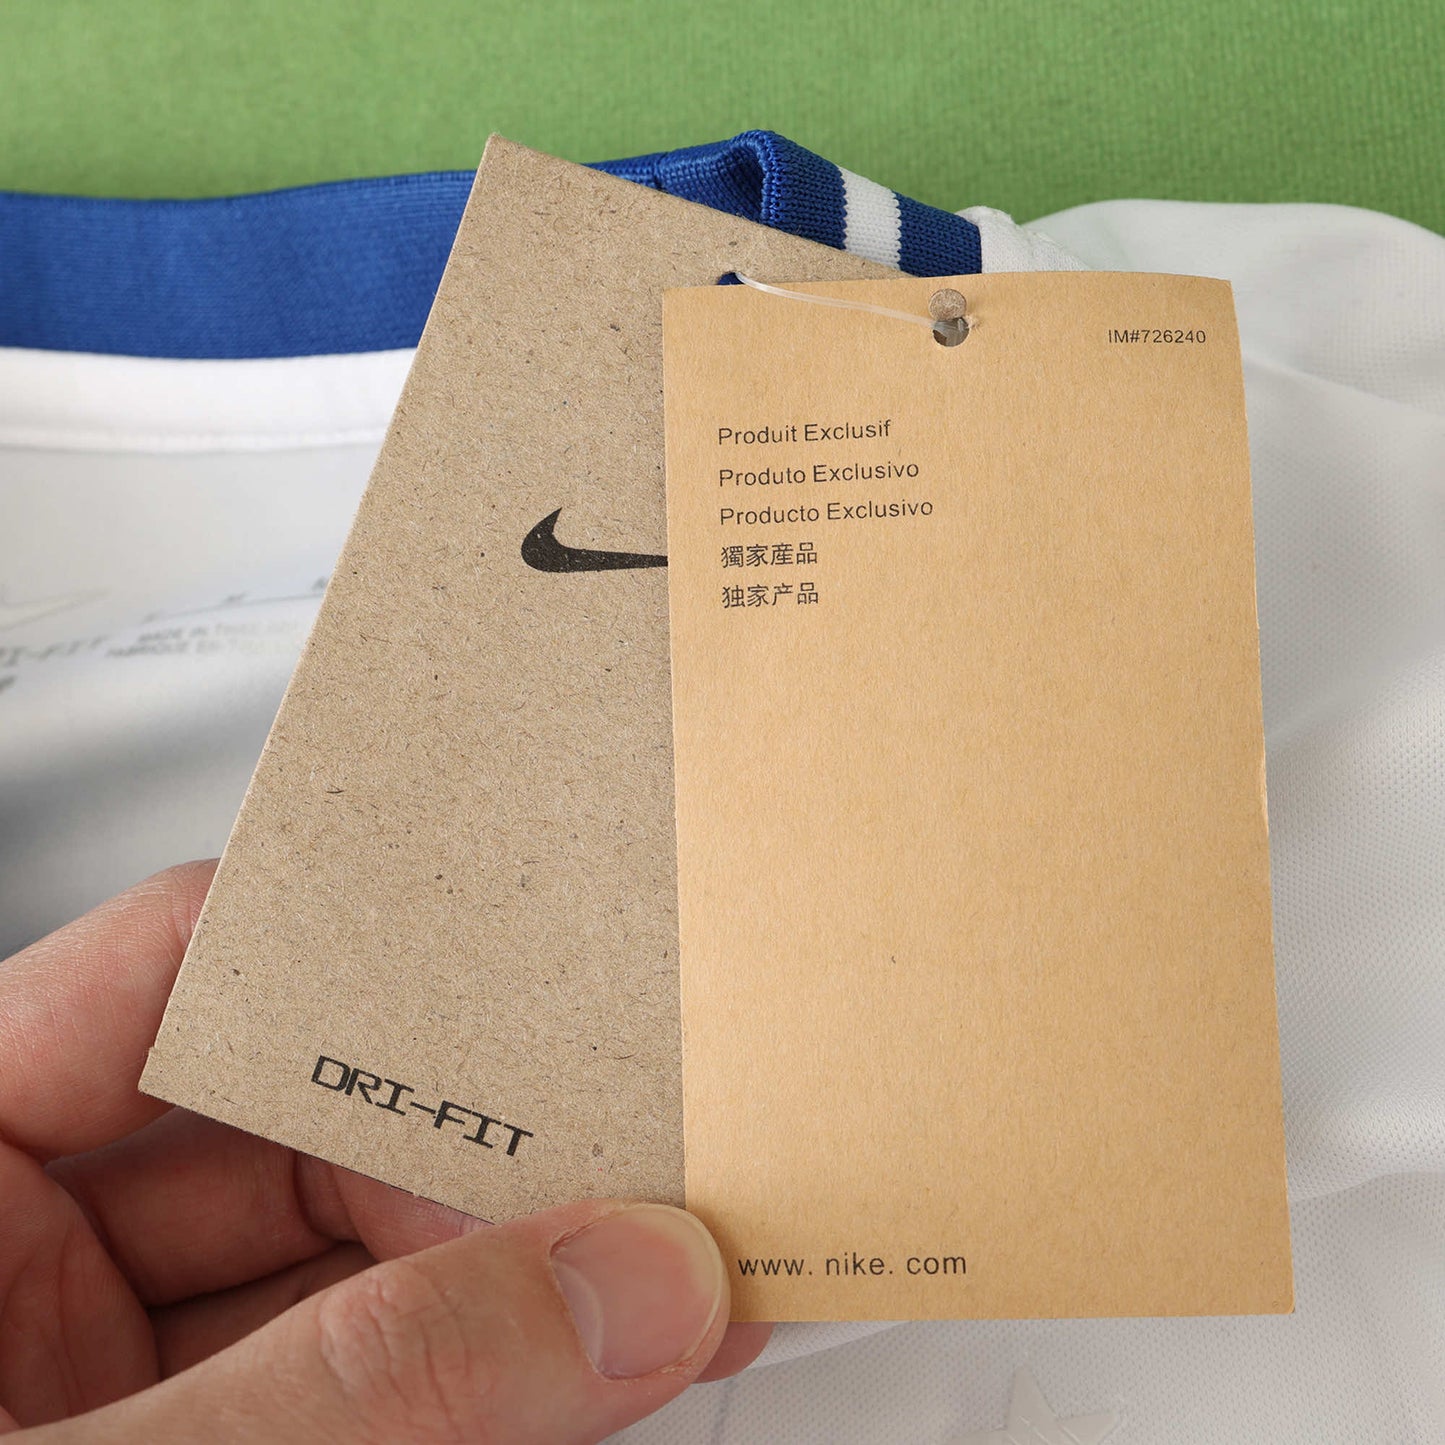 IM#726240
Produit Exclusif
Produto Exclusivo
Producto Exclusivo
獨家産品
独家产品
DRI-FIT
www. nike. com